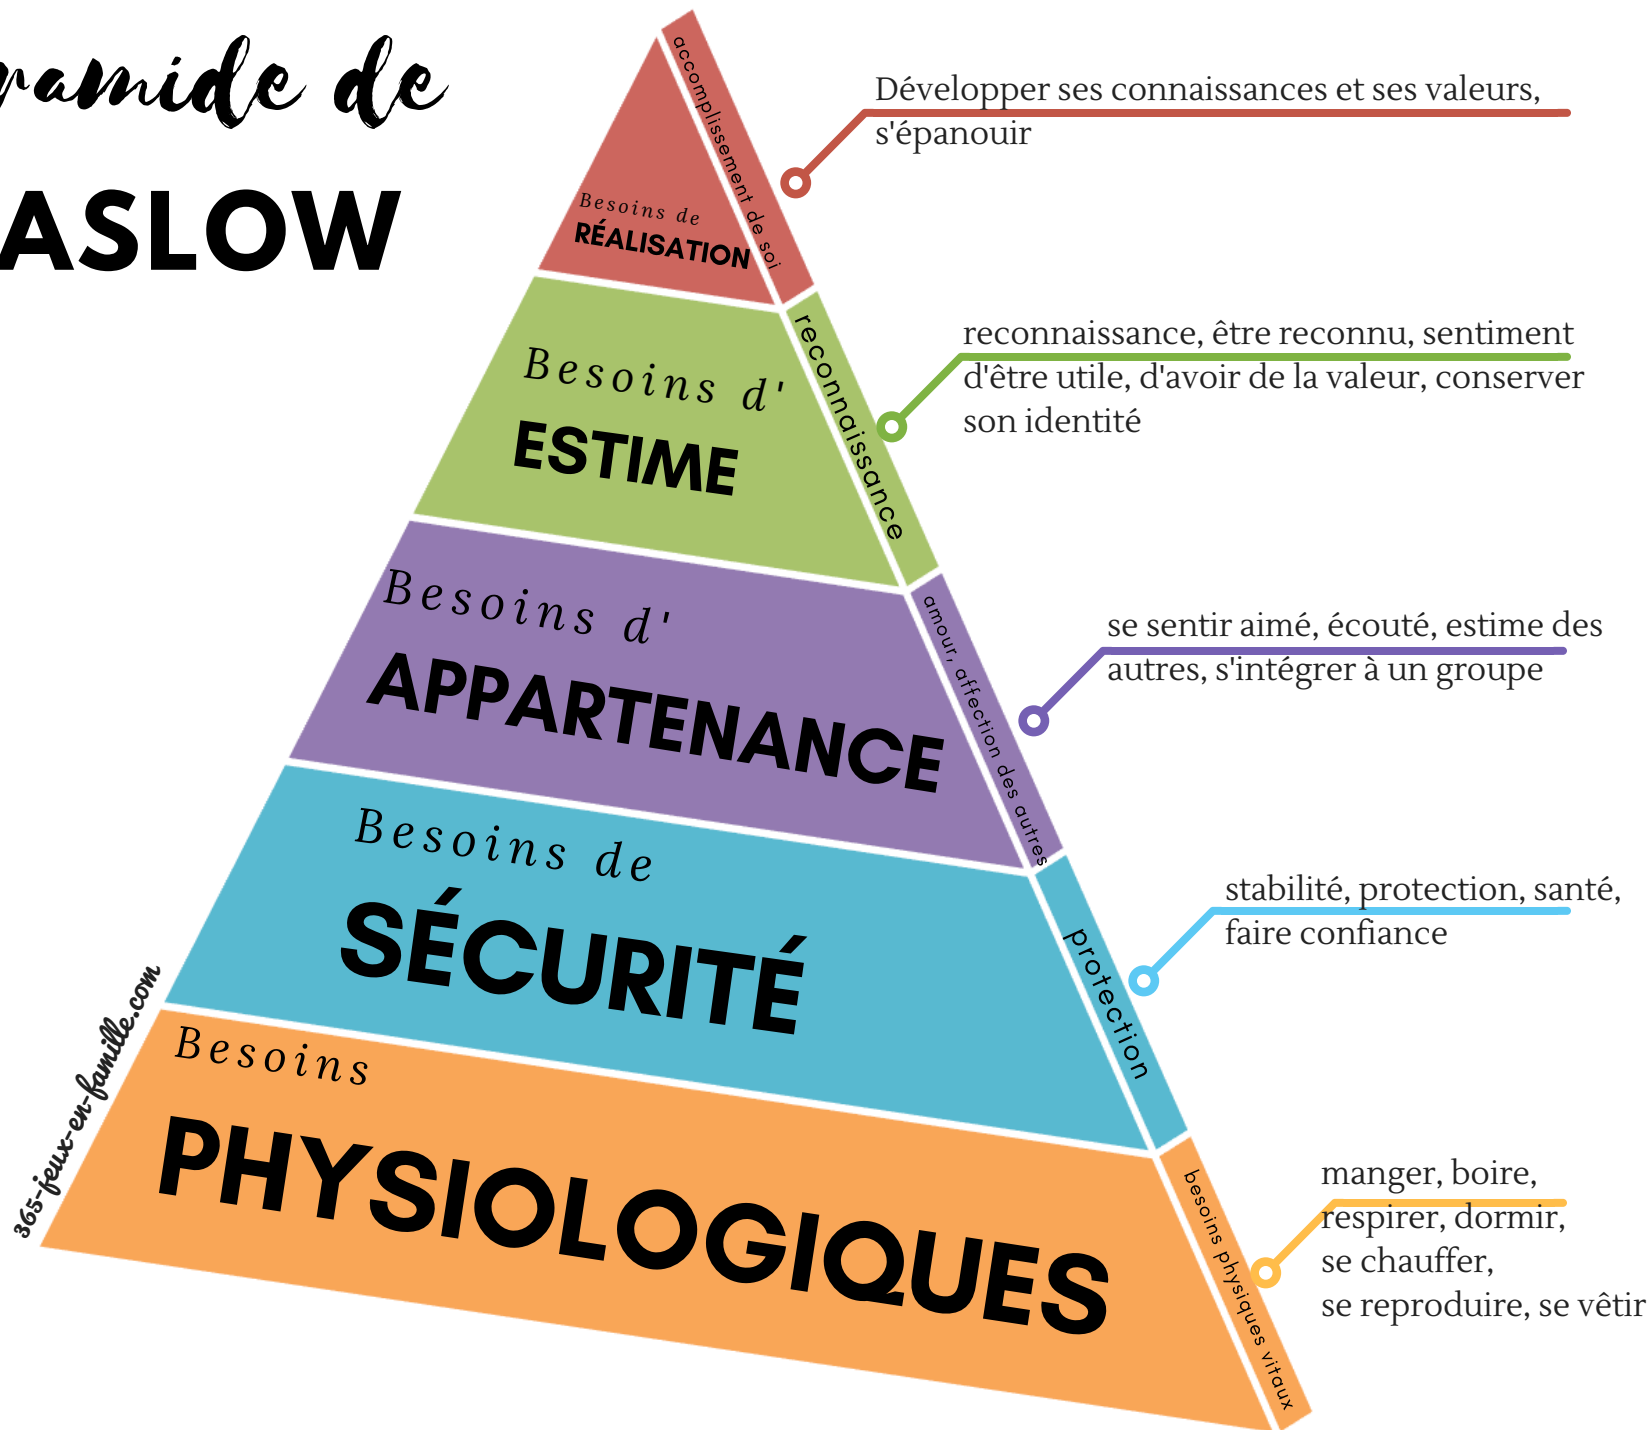 ramide de
ASLOW
accomplissement de soi
Besoins de
RÉALISATION
Développer ses connaissances et ses valeurs,
s'épanouir
Besoins d'
ESTIME
reconnaissance
reconnaissance, être reconnu, sentiment
d'être utile, d'avoir de la valeur, conserver
son identité
Besoins d'
APPARTENANCE
amour, affection des autres
se sentir aimé, écouté, estime des
autres, s'intégrer à un groupe
Besoins de
SÉCURITÉ
protection
stabilité, protection, santé,
faire confiance
Besoins
PHYSIOLOGIQUES
besoins physiques vitaux
manger, boire,
respirer, dormir,
se chauffer,
se reproduire, se vêtir
365-jeux-en-famille.com